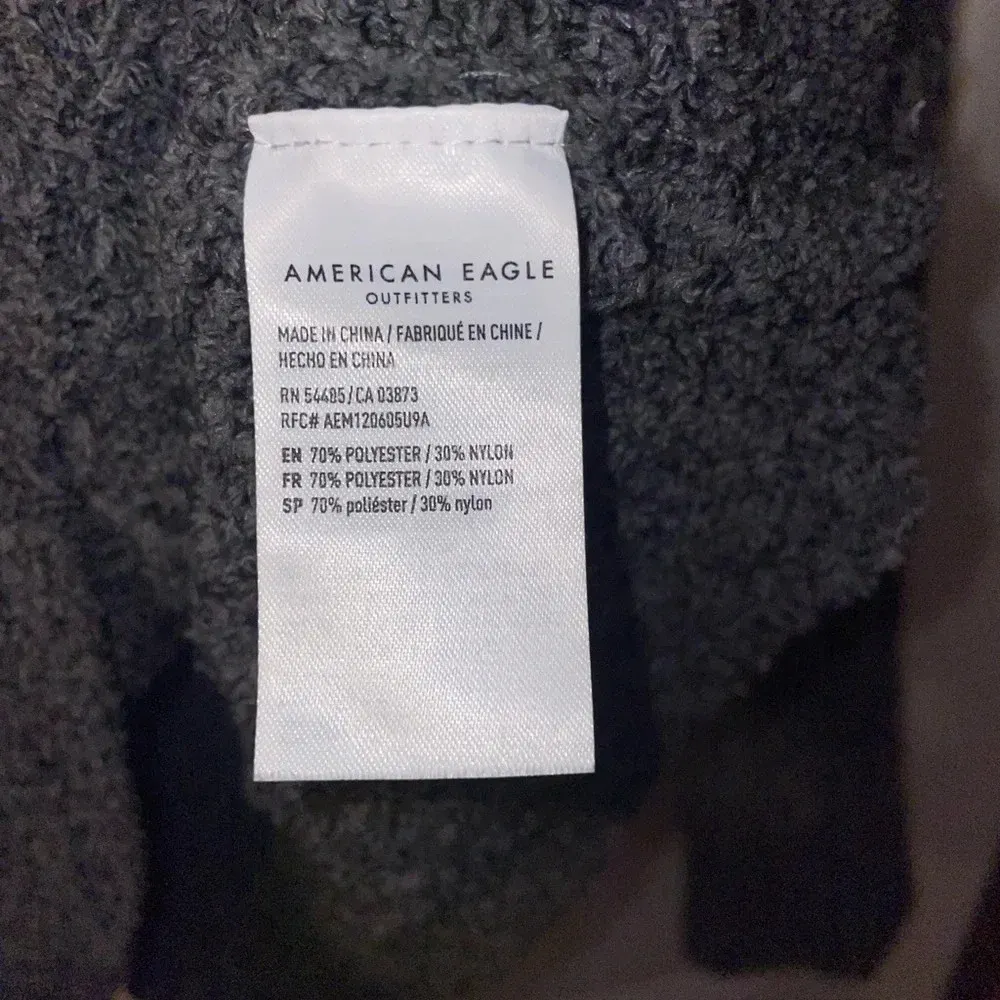 AMERICAN EAGLE
OUTFITTERS
MADE IN CHINA / FABRIQUÉ EN CHINE /
HECHO EN CHINA
RN 54485 / CA 03873
RFC# AEM120605U9A
EN 70% POLYESTER / 30% NYLON
FR 70% POLYESTER / 30% NYLON
SP 70% poliéster / 30% nylon